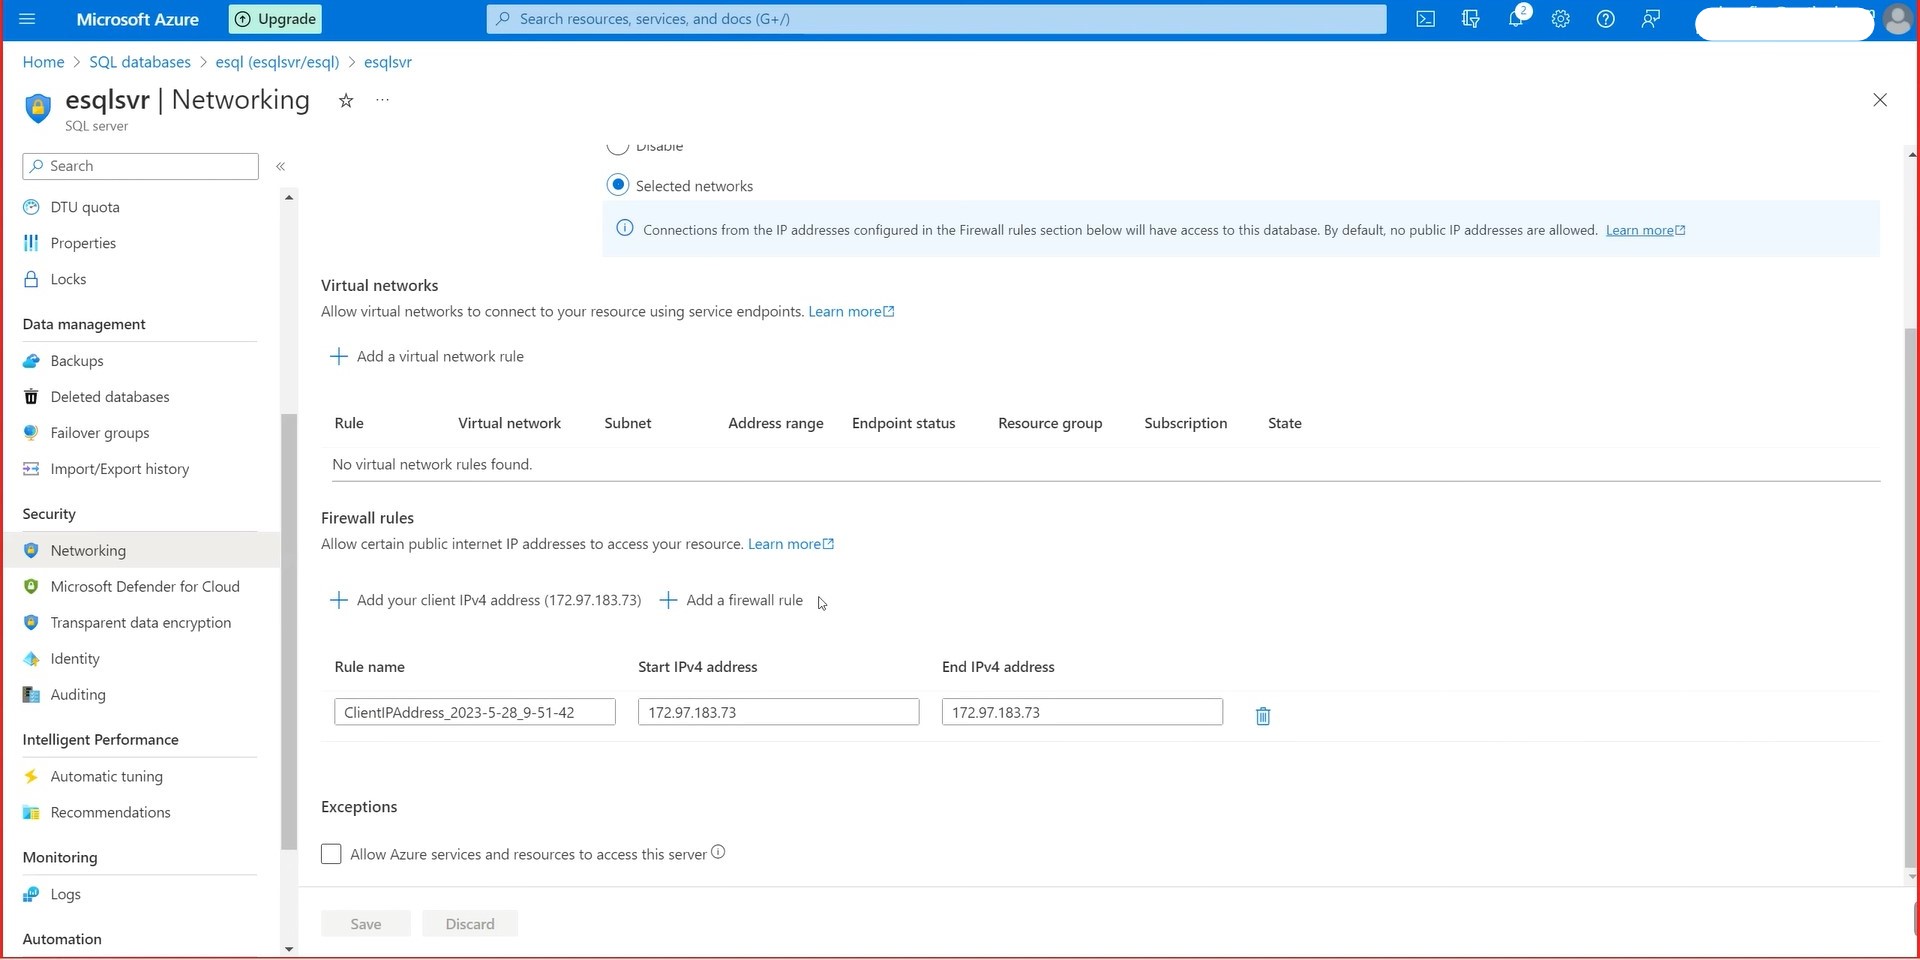 Microsoft Azure
Upgrade
Search resources, services, and docs (G+/)
2
Home > SQL databases > esql (esqlsvr/esql) > esqlsvr
esqlsvr | Networking
SQL server
Search
DTU quota
Properties
Locks
Data management
Backups
Deleted databases
Failover groups
Import/Export history
Security
Networking
Microsoft Defender for Cloud
Transparent data encryption
Identity
Auditing
Intelligent Performance
Automatic tuning
Recommendations
Monitoring
Logs
Automation
Disable
Selected networks
Connections from the IP addresses configured in the Firewall rules section below will have access to this database. By default, no public IP addresses are allowed. Learn more
Virtual networks
Allow virtual networks to connect to your resource using service endpoints. Learn more
Add a virtual network rule
Rule Virtual network Subnet Address range Endpoint status Resource group Subscription State
No virtual network rules found.
Firewall rules
Allow certain public internet IP addresses to access your resource. Learn more
Add your client IPv4 address (172.97.183.73) Add a firewall rule
Rule name Start IPv4 address End IPv4 address
ClientIPAddress_2023-5-28_9-51-42 172.97.183.73 172.97.183.73
Exceptions
Allow Azure services and resources to access this server
Save Discard